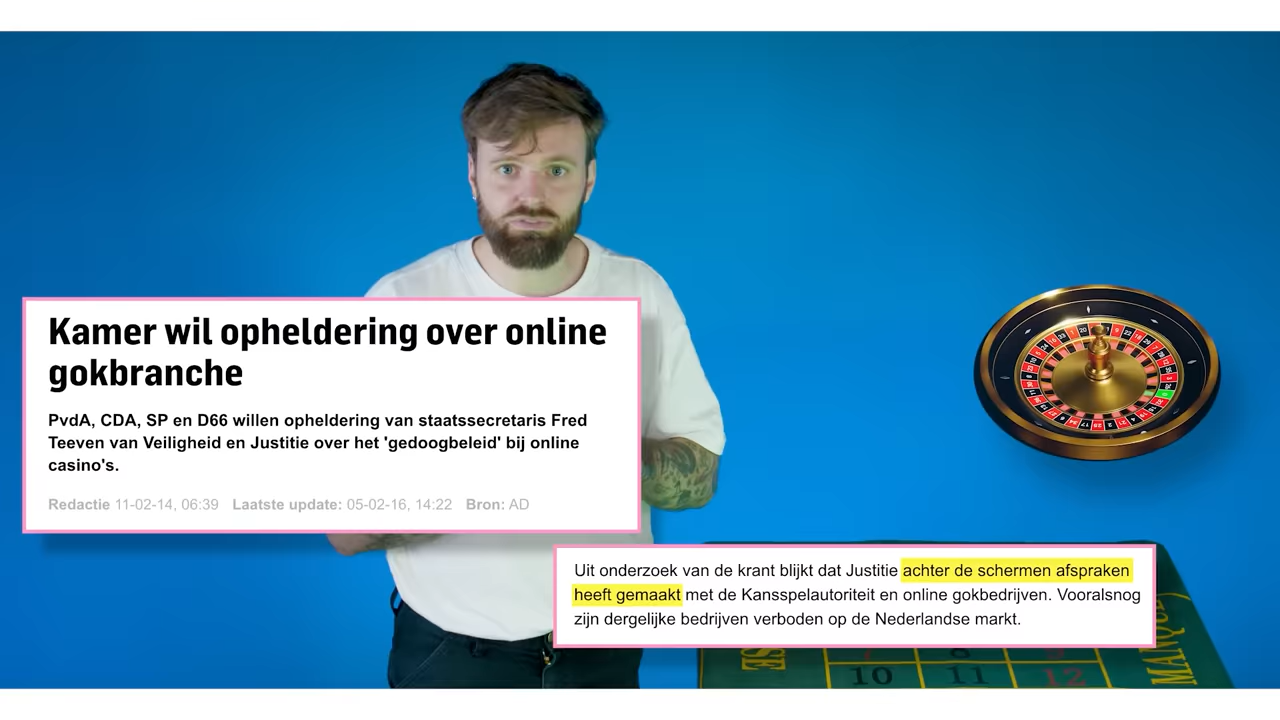 Kamer wil opheldering over online
gokbranche
PvdA, CDA, SP en D66 willen opheldering van staatssecretaris Fred
Teeven van Veiligheid en Justitie over het 'gedoogbeleid' bij online
casino's.
Redactie 11-02-14, 06:39 Laatste update: 05-02-16, 14:22 Bron: AD
Uit onderzoek van de krant blijkt dat Justitie achter de schermen afspraken
heeft gemaakt met de Kansspelautoriteit en online gokbedrijven. Vooralsnog
zijn dergelijke bedrijven verboden op de Nederlandse markt.
10 11 12